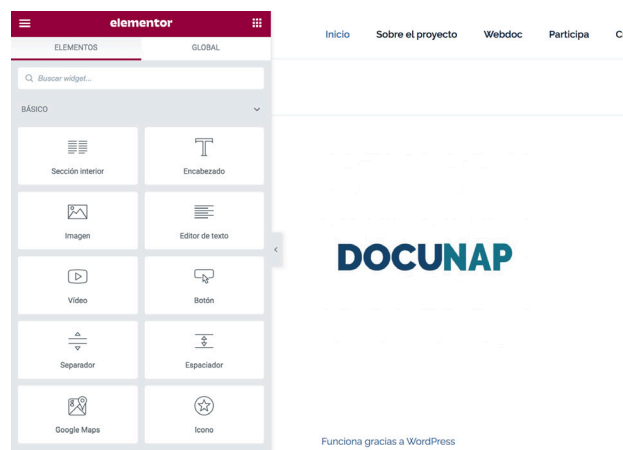 elementor
ELEMENTOS GLOBAL
Buscar widget...
BÁSICO
Sección interior Encabezado
Imagen Editor de texto
Vídeo Botón
Separador Espaciador
Google Maps Icono
Inicio Sobre el proyecto Webdoc Participa
DOCUNAP
Funciona gracias a WordPress